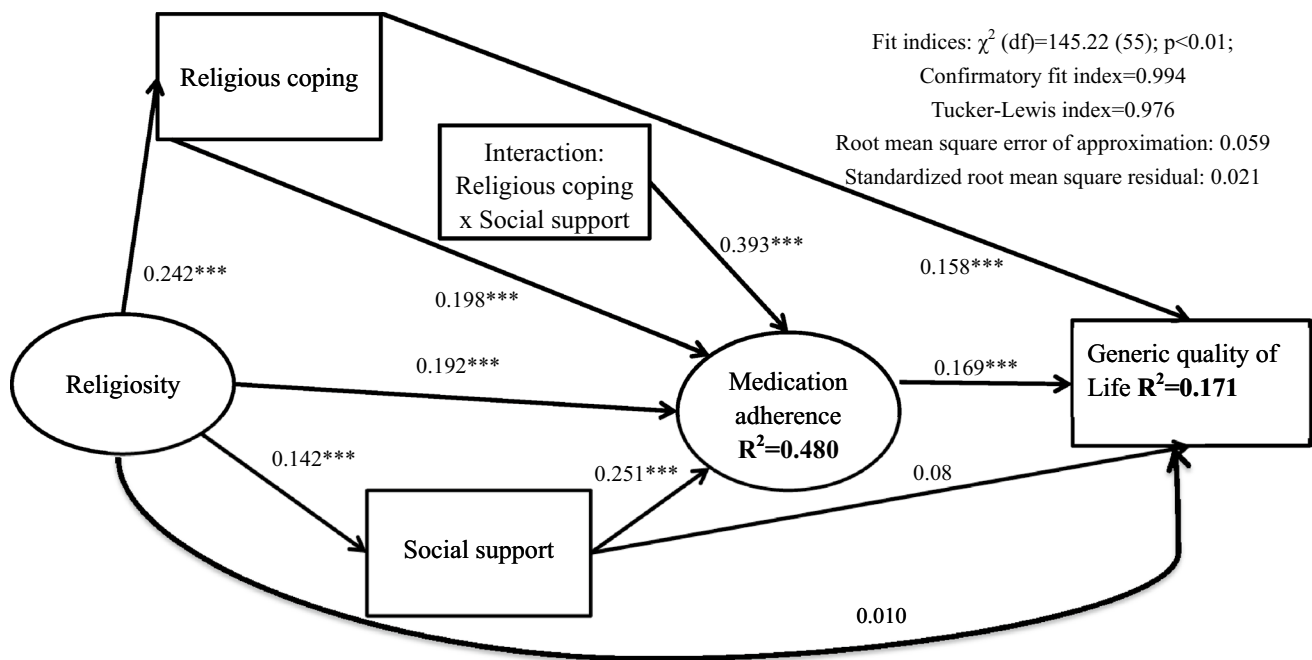 Religious coping
Fit indices: χ² (df)=145.22 (55); p<0.01;
Confirmatory fit index=0.994
Tucker-Lewis index=0.976
Root mean square error of approximation: 0.059
Standardized root mean square residual: 0.021
Interaction:
Religious coping
x Social support
0.242***
0.198***
0.393***
0.158***
Religiosity
0.192***
Medication
adherence
R²=0.480
0.169***
Generic quality of
Life R²=0.171
0.142***
0.251***
0.08
Social support
0.010